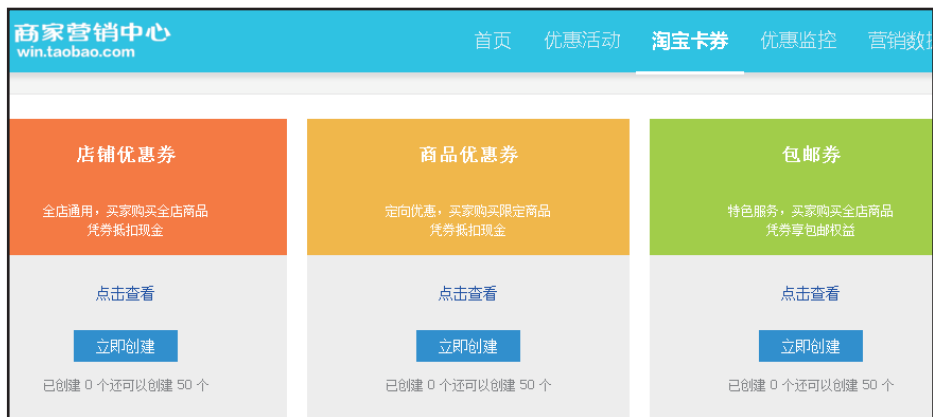 商家营销中心
win.taobao.com
首页 优惠活动 淘宝卡券 优惠监控 营销数据
店铺优惠券 商品优惠券 包邮券
全店通用，买家购买全店商品 定向优惠，买家购买限定商品 特色服务，买家购买全店商品
凭券抵扣现金 凭券抵扣现金 凭券享包邮权益
点击查看 点击查看 点击查看
立即创建 立即创建 立即创建
已创建 0 个还可以创建 50 个 已创建 0 个还可以创建 50 个 已创建 0 个还可以创建 50 个